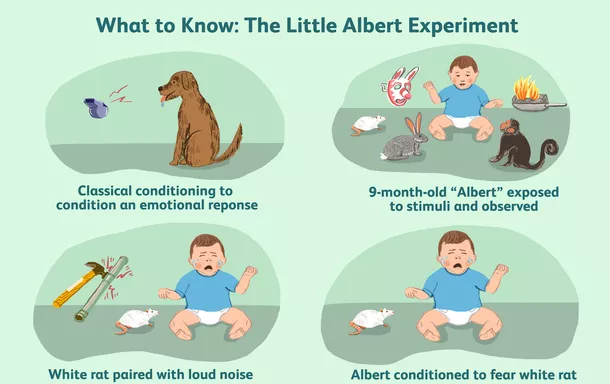 What to Know: The Little Albert Experiment
Classical conditioning to
condition an emotional reponse
9-month-old “Albert” exposed
to stimuli and observed
White rat paired with loud noise
Albert conditioned to fear white rat